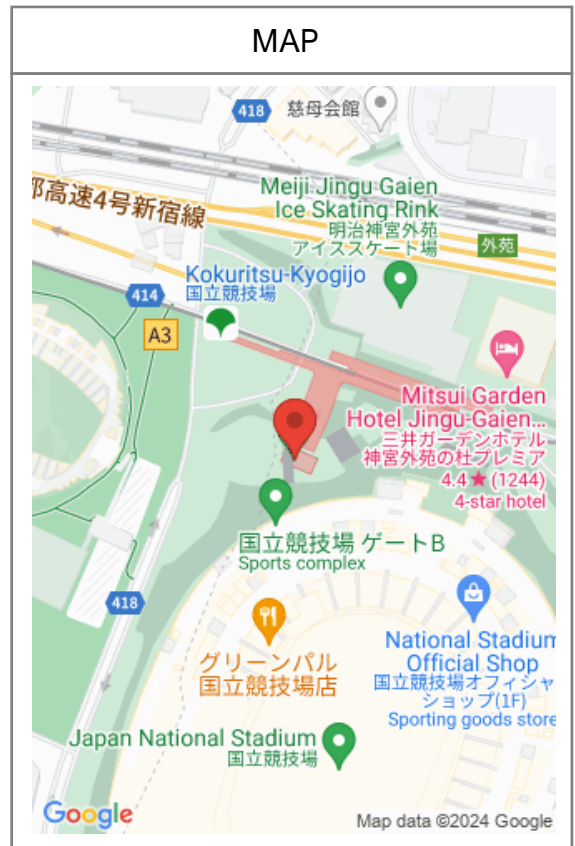 MAP
418
慈母会館
都高速4号新宿線
Meiji Jingu Gaien
Ice Skating Rink
明治神宮外苑
アイススケート場
外苑
Kokuritsu-Kyogijo
国立競技場
414
A3
Mitsui Garden
Hotel Jingu-Gaien...
三井ガーデンホテル
神宮外苑の杜プレミア
4.4★(1244)
4-star hotel
国立競技場 ゲートB
Sports complex
418
グリーンパル
国立競技場店
National Stadium
Official Shop
国立競技場オフィシャ
ショップ(1F)
Sporting goods store
Japan National Stadium
国立競技場
Google
Map data ©2024 Google